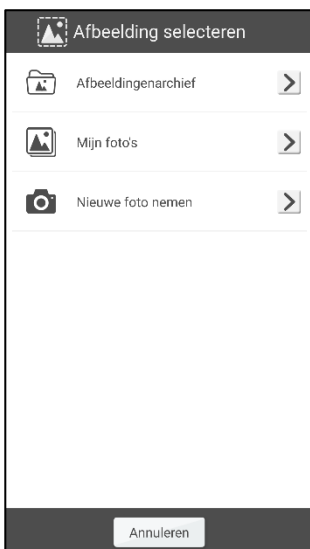 Afbeelding selecteren
Afbeeldingenarchief
Mijn foto's
Nieuwe foto nemen
Annuleren